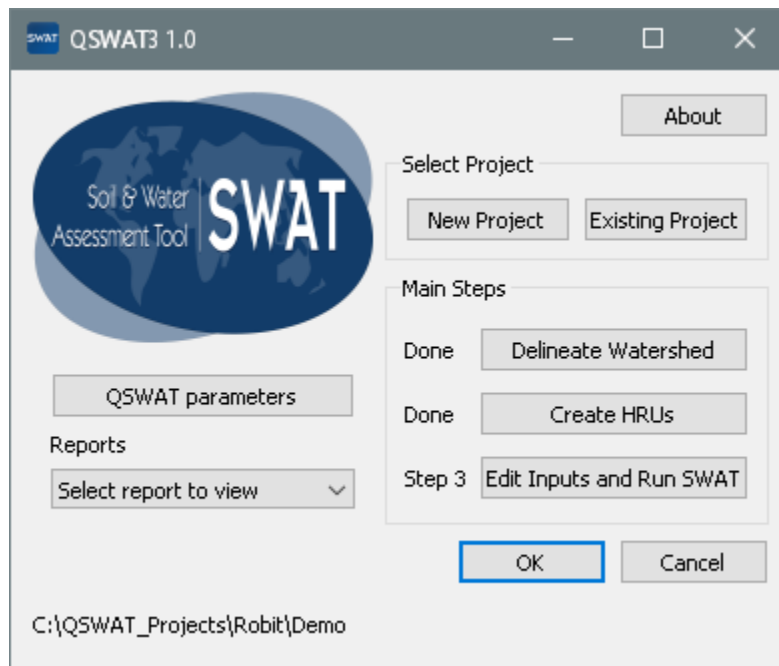 SWAT QSWAT3 1.0
About
Soil & Water
Assessment Tool
SWAT
Select Project
New Project
Existing Project
Main Steps
Done
Delineate Watershed
QSWAT parameters
Done
Create HRUs
Reports
Select report to view
Step 3
Edit Inputs and Run SWAT
OK
Cancel
C:\QSWAT_Projects\Robit\Demo